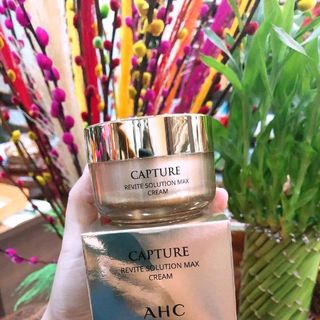 CAPTURE
REVITE SOLUTION MAX
CREAM
CAPTURE
REVITE SOLUTION MAX
CREAM
AHC